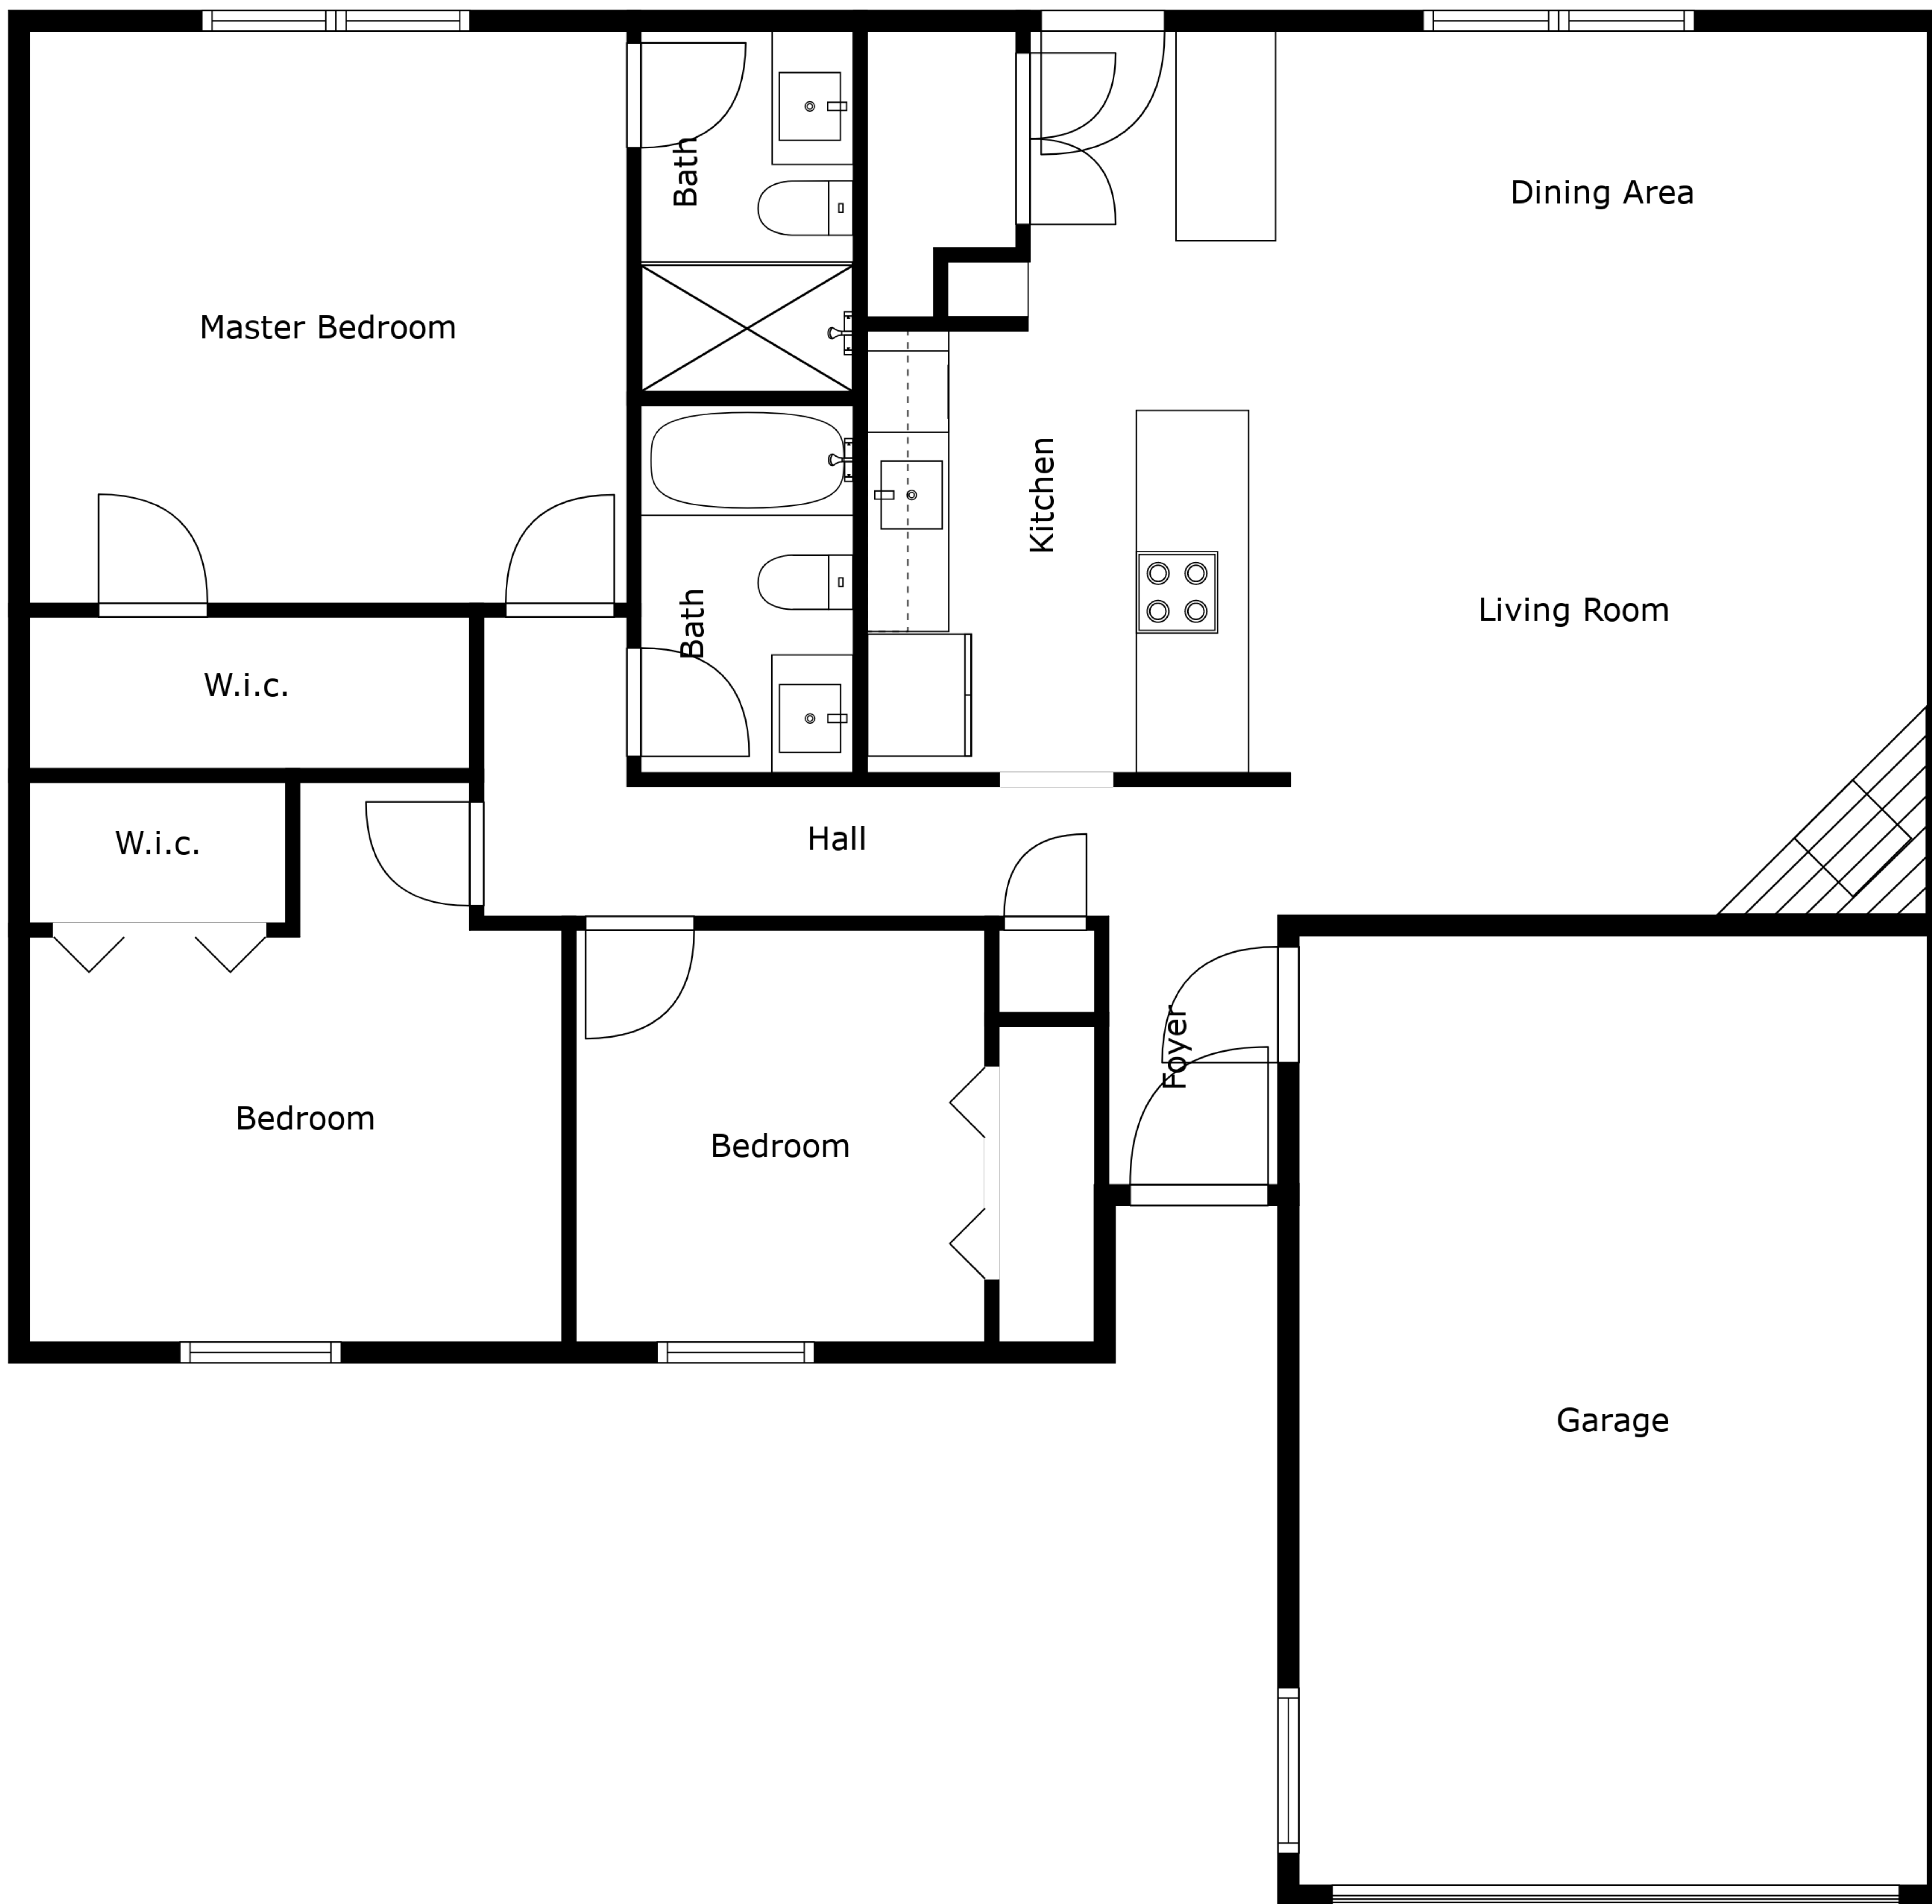 Bath
Dining Area
Master Bedroom
Kitchen
Living Room
Bath
W.i.c.
W.i.c.
Hall
Foyer
Bedroom
Bedroom
Garage